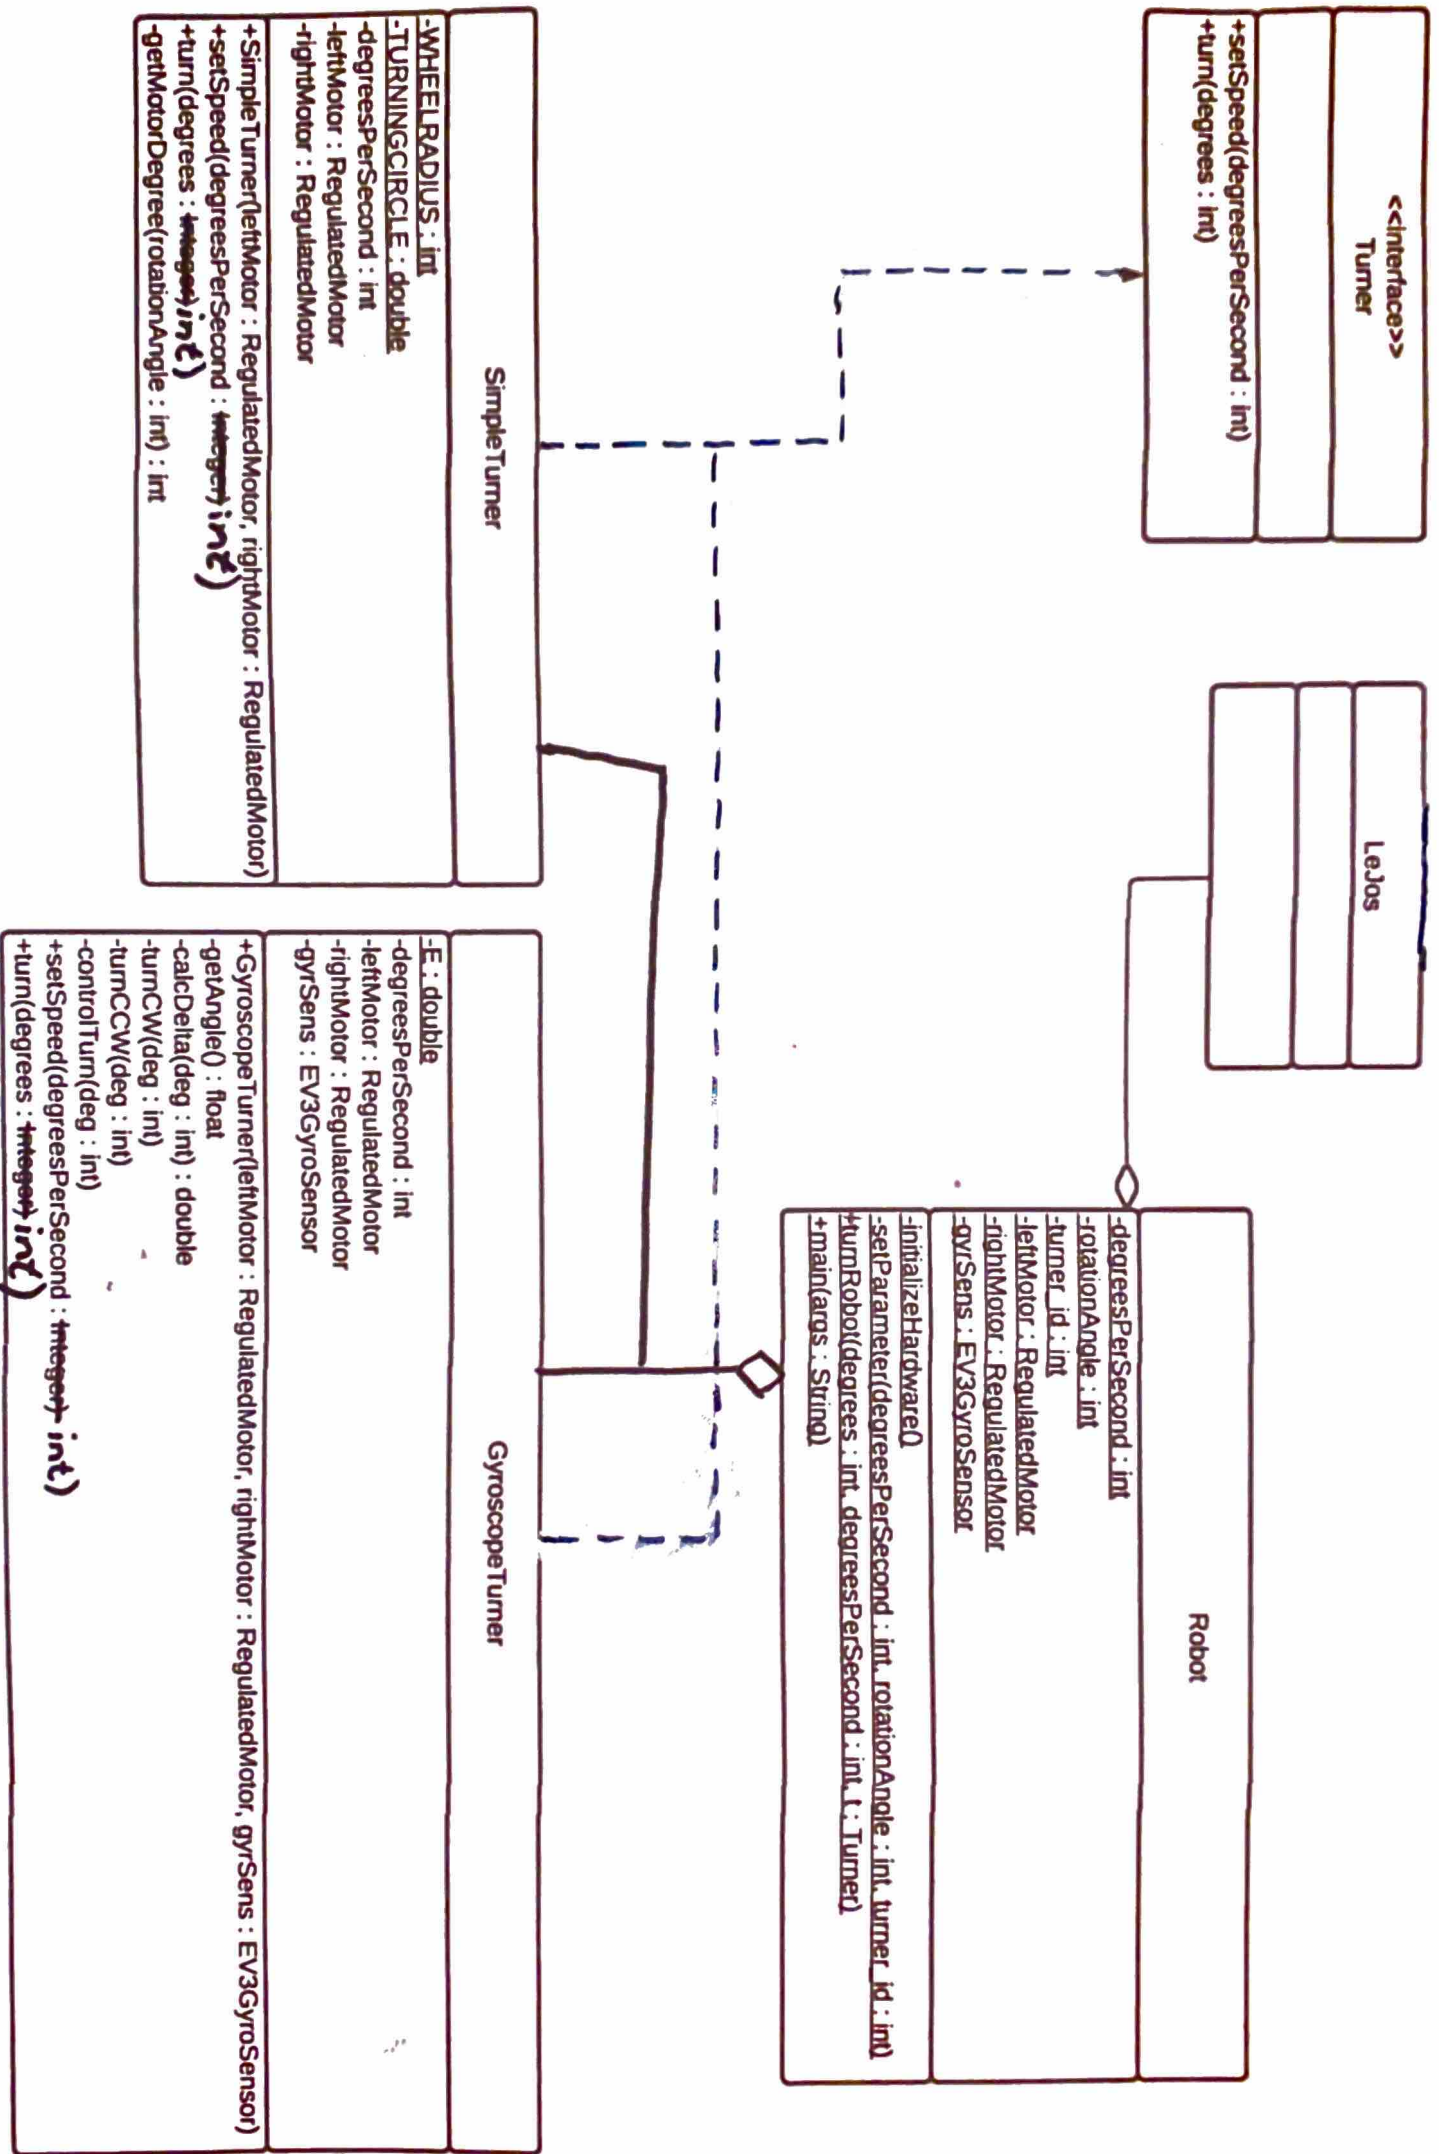 <<interface>>
Turner
+setSpeed(degreesPerSecond : int)
+turn(degrees : int)
LeJos
Robot
-degreesPerSecond : int
-rotationAngle : int
-turner_id : int
-leftMotor : RegulatedMotor
-rightMotor : RegulatedMotor
-gyrSens : EV3GyroSensor
-initializeHardware()
-setParameter(degreesPerSecond : int, rotationAngle : int, turner_id : int)
+turnRobot(degrees : int, degreesPerSecond : int, t : Turner)
+main(args : String)
SimpleTurner
-WHEELRADIUS : int
-TURNINGCIRCLE : double
-degreesPerSecond : int
-leftMotor : RegulatedMotor
-rightMotor : RegulatedMotor
+SimpleTurner(leftMotor : RegulatedMotor, rightMotor : RegulatedMotor)
+setSpeed(degreesPerSecond : Integer) int)
+turn(degrees : Integer) int)
-getMotorDegree(rotationAngle : int) : int
GyroscopeTurner
-E : double
-degreesPerSecond : int
-leftMotor : RegulatedMotor
-rightMotor : RegulatedMotor
-gyrSens : EV3GyroSensor
+GyroscopeTurner(leftMotor : RegulatedMotor, rightMotor : RegulatedMotor, gyrSens : EV3GyroSensor)
-getAngle() : float
-calcDelta(deg : int) : double
-turnCW(deg : int)
-turnCCW(deg : int)
-controlTurn(deg : int)
+setSpeed(degreesPerSecond : Integer) int)
+turn(degrees : Integer) int)